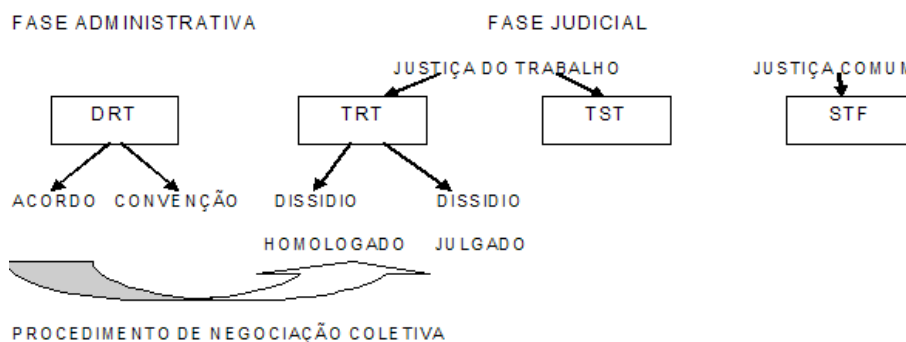 FASE ADMINISTRATIVA FASE JUDICIAL
JUSTIÇA DO TRABALHO JUSTIÇA COMUM
DRT TRT TST STF
ACORDO CONVENÇÃO DISSIDIO DISSIDIO
HOMOLOGADO JULGADO
PROCEDIMENTO DE NEGOCIAÇÃO COLETIVA